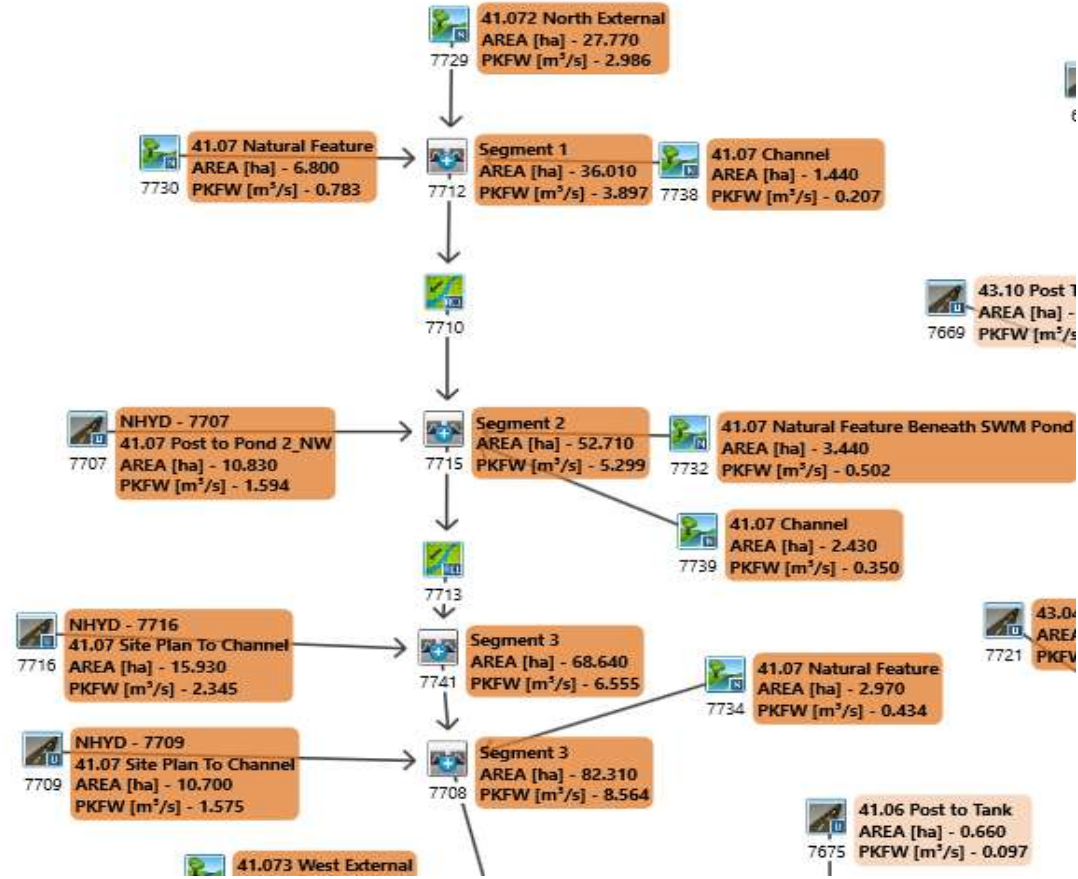 41.072 North External
AREA [ha] - 27.770
PKFW [m³/s] - 2.986
7729
41.07 Natural Feature
AREA [ha] - 6.800
PKFW [m³/s] - 0.783
7730
Segment 1
AREA [ha] - 36.010
PKFW [m³/s] - 3.897
7712
41.07 Channel
AREA [ha] - 1.440
PKFW [m³/s] - 0.207
7738
7710
43.10 Post
AREA [ha] -
PKFW [m³/s
7669
NHYD - 7707
41.07 Post to Pond 2_NW
AREA [ha] - 10.830
PKFW [m³/s] - 1.594
7707
Segment 2
AREA [ha] - 52.710
PKFW [m³/s] - 5.299
7715
41.07 Natural Feature Beneath SWM Pond
AREA [ha] - 3.440
PKFW [m³/s] - 0.502
7732
41.07 Channel
AREA [ha] - 2.430
PKFW [m³/s] - 0.350
7739
7713
NHYD - 7716
41.07 Site Plan To Channel
AREA [ha] - 15.930
PKFW [m³/s] - 2.345
7716
Segment 3
AREA [ha] - 68.640
PKFW [m³/s] - 6.555
7741
43.04
AREA
PKFW
7721
41.07 Natural Feature
AREA [ha] - 2.970
PKFW [m³/s] - 0.434
7734
NHYD - 7709
41.07 Site Plan To Channel
AREA [ha] - 10.700
PKFW [m³/s] - 1.575
7709
Segment 3
AREA [ha] - 82.310
PKFW [m³/s] - 8.564
7708
41.06 Post to Tank
AREA [ha] - 0.660
PKFW [m³/s] - 0.097
7675
41.073 West External